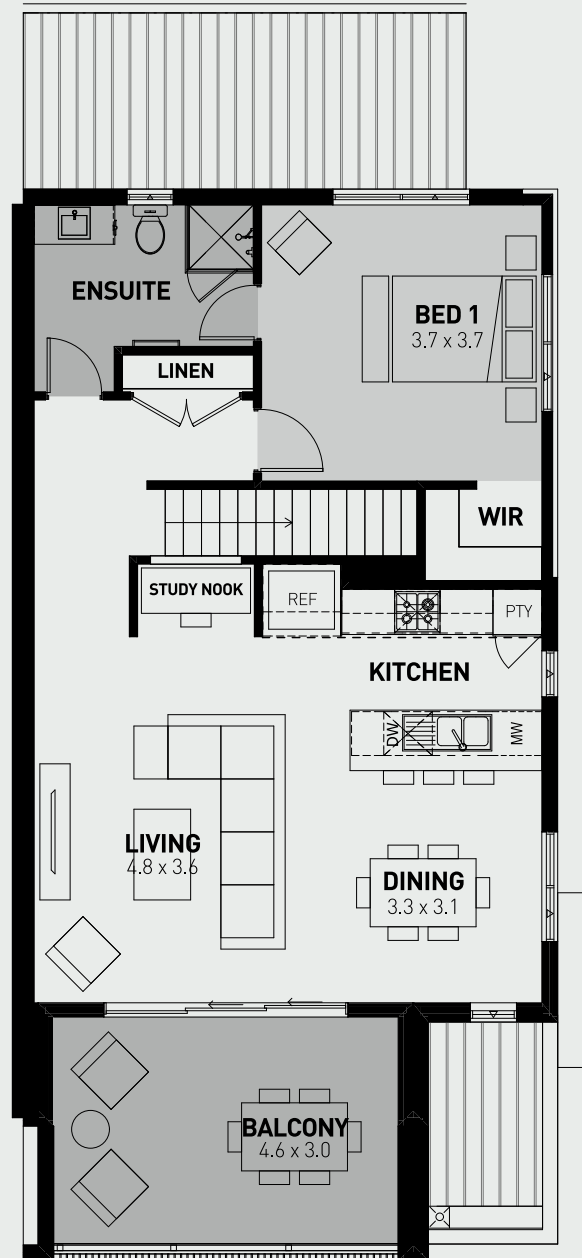 ENSUITE
BED 1
3.7 x 3.7
LINEN
WIR
STUDY NOOK
REF
PTY
KITCHEN
DW
MW
LIVING
4.8 x 3.6
DINING
3.3 x 3.1
BALCONY
4.6 x 3.0